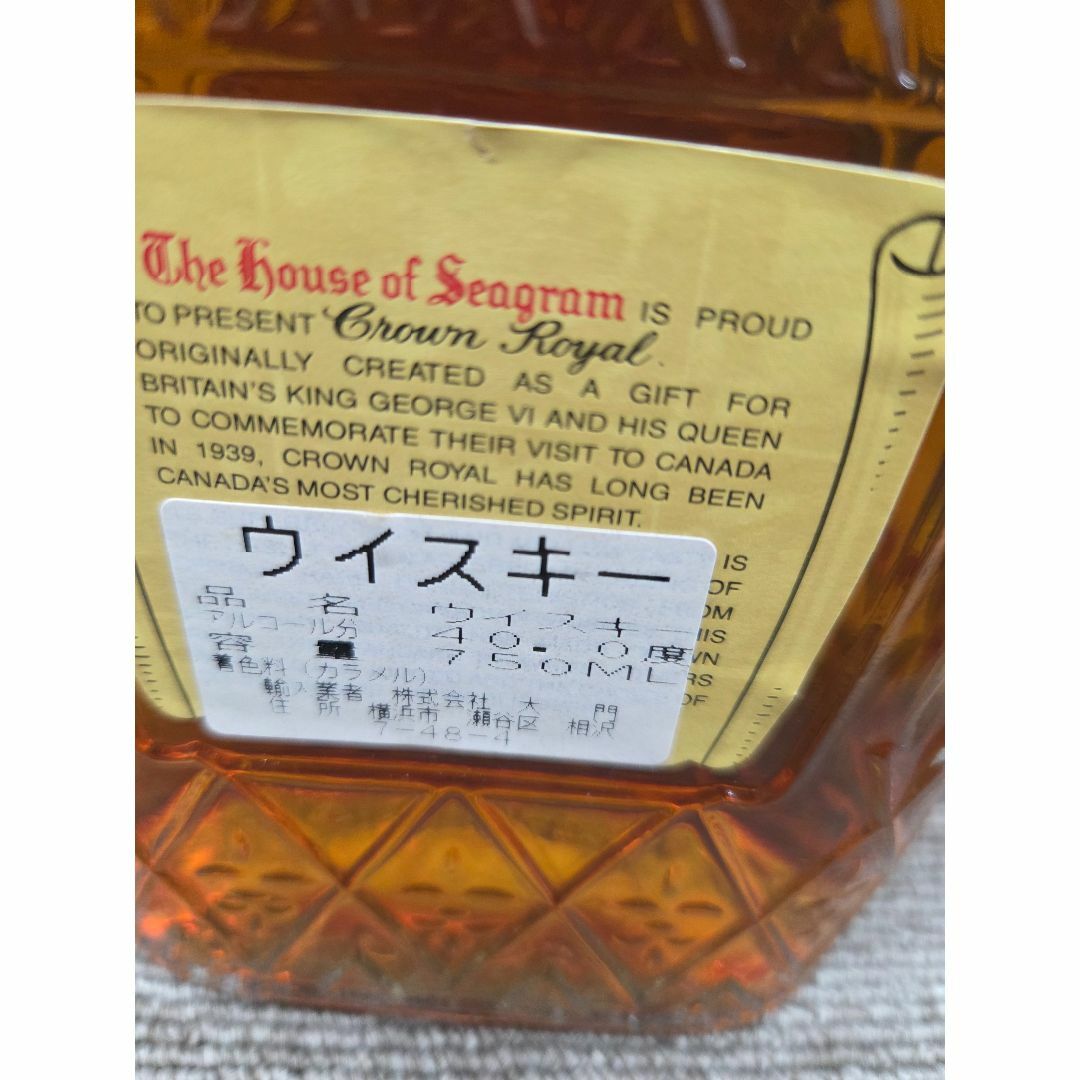 The House of Seagram IS PROUD
TO PRESENT Crown Royal.
ORIGINALLY CREATED AS A GIFT FOR
BRITAIN'S KING GEORGE VI AND HIS QUEEN
TO COMMEMORATE THEIR VISIT TO CANADA
IN 1939, CROWN ROYAL HAS LONG BEEN
CANADA'S MOST CHERISHED SPIRIT.
IS
OF
ウイスキー
品名 ウイスキー
アルコール分 40.0度
容量 750ML
着色料(カラメル)
輸入業者 株式会社 大門
住所 横浜市 瀬谷区 相沢
7-48-4